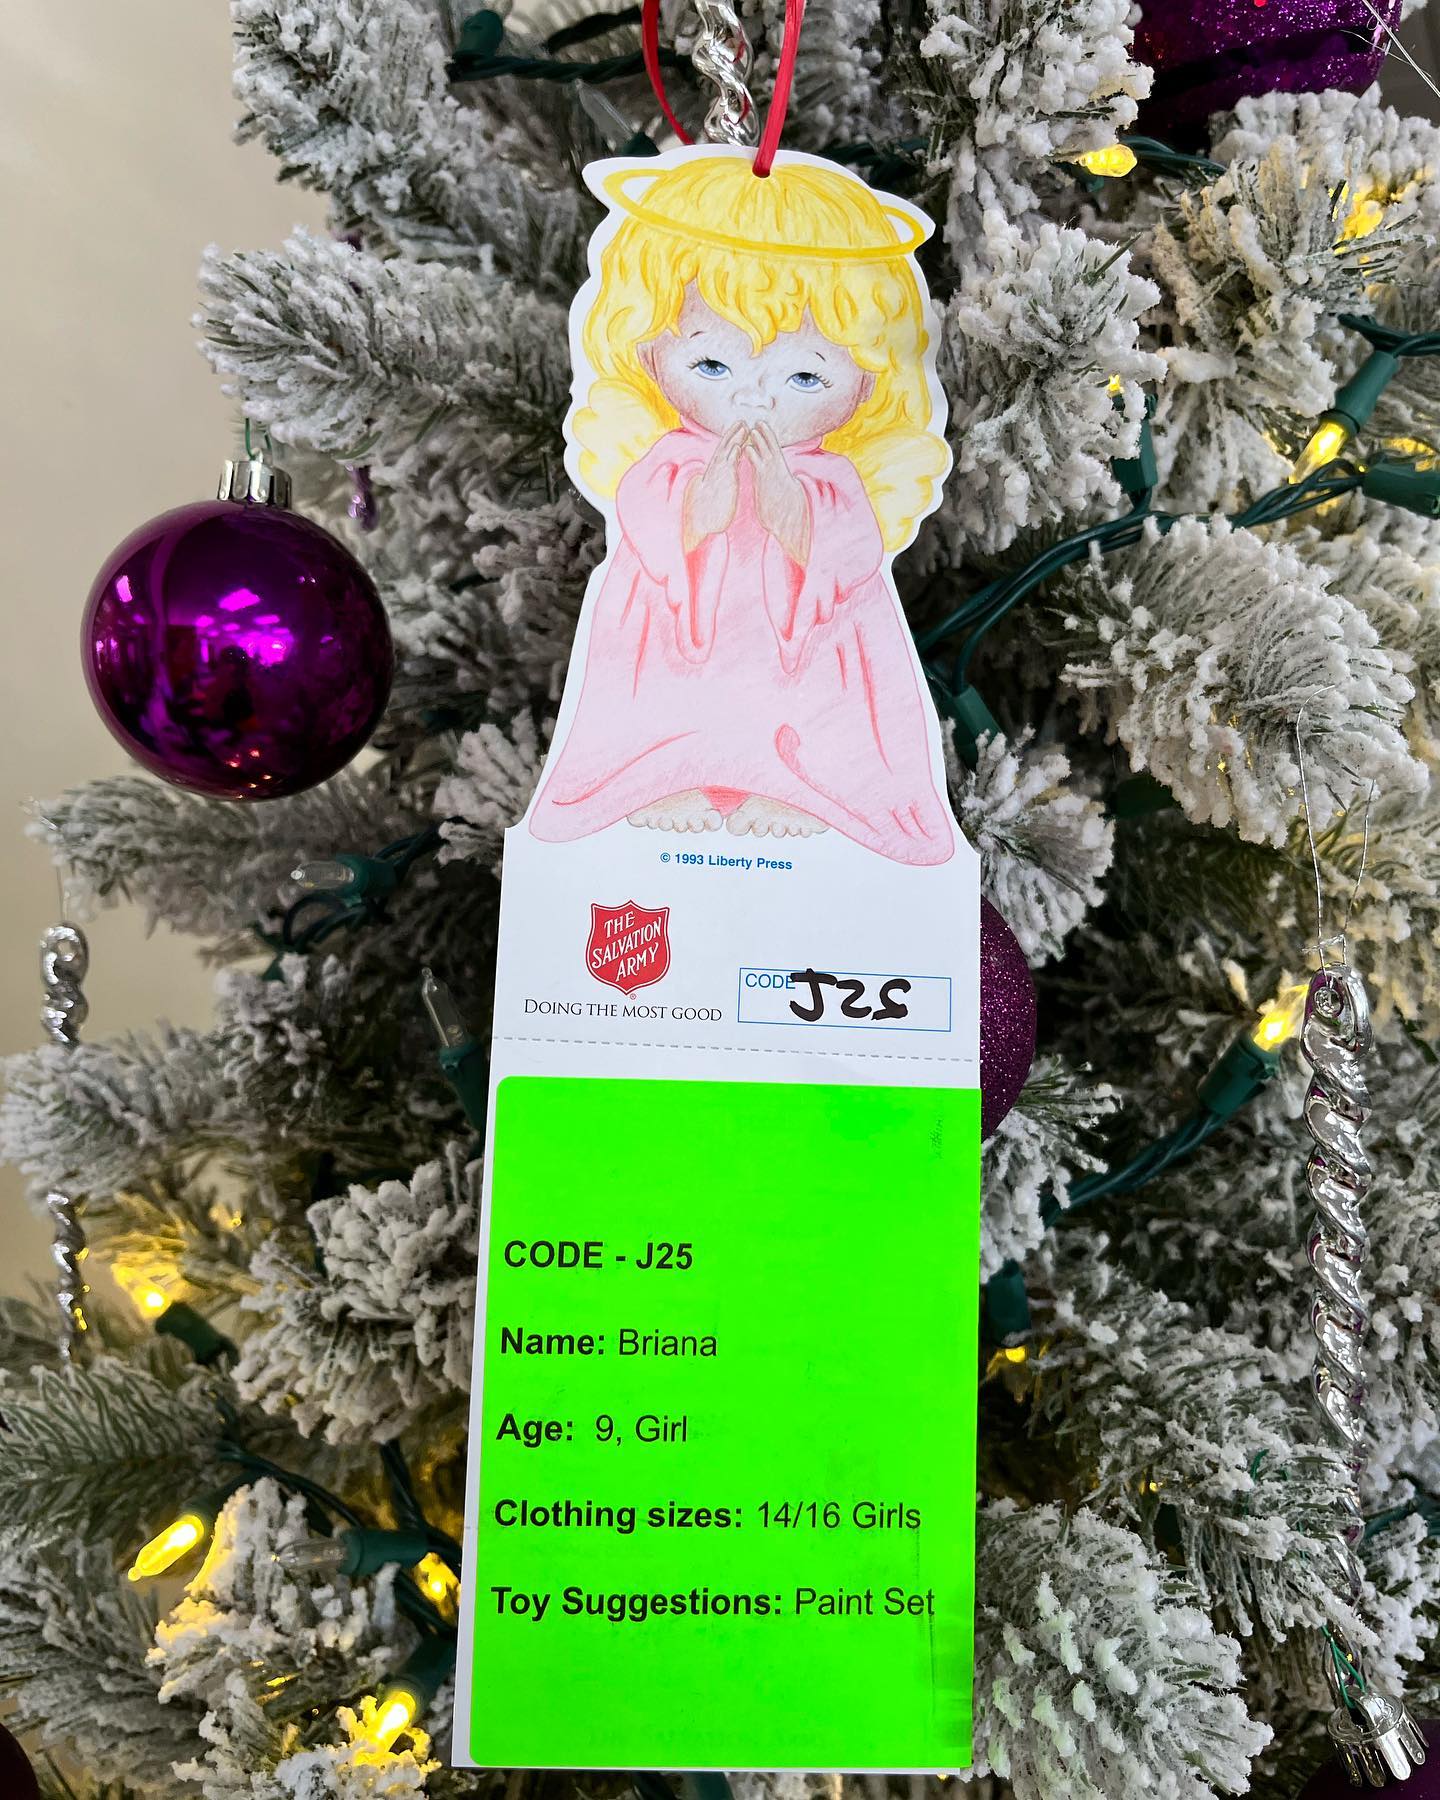 © 1993 Liberty Press
THE
SALVATION
ARMY
®
DOING THE MOST GOOD
CODE J25
CODE - J25
Name: Briana
Age: 9, Girl
Clothing sizes: 14/16 Girls
Toy Suggestions: Paint Set